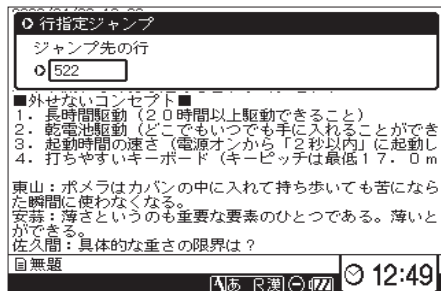 行指定ジャンプ
ジャンプ先の行
522
■外せないコンセプト■
1. 長時間駆動（20時間以上駆動できること）
2. 乾電池駆動（どこでもいつでも手に入れることができ
3. 起動時間の速さ（電源オンから「2秒以内」に起動し
4. 打ちやすいキーボード（キーピッチは最低17．0m
東山：ポメラはカバンの中に入れて持ち歩いても苦になら
た瞬間に使わなくなる。
安蒜：薄さというのも重要な要素のひとつである。薄いと
ができる。
佐久間：具体的な重さの限界は？
無題
あ R漢
12:49